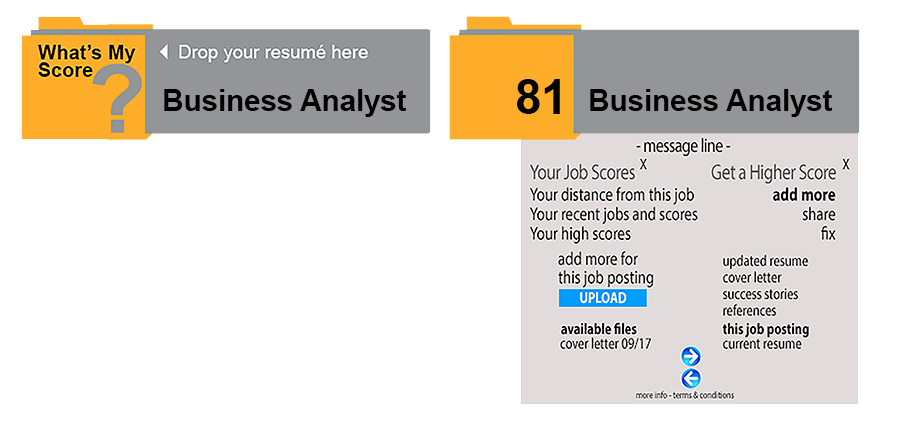 What's My
Score
?
Drop your resumé here
Business Analyst
81
Business Analyst
- message line -
Your Job Scores X
Your distance from this job
Your recent jobs and scores
Your high scores
Get a Higher Score X
add more
share
fix
add more for
this job posting
UPLOAD
available files
cover letter 09/17
updated resume
cover letter
success stories
references
this job posting
current resume
more info - terms & conditions